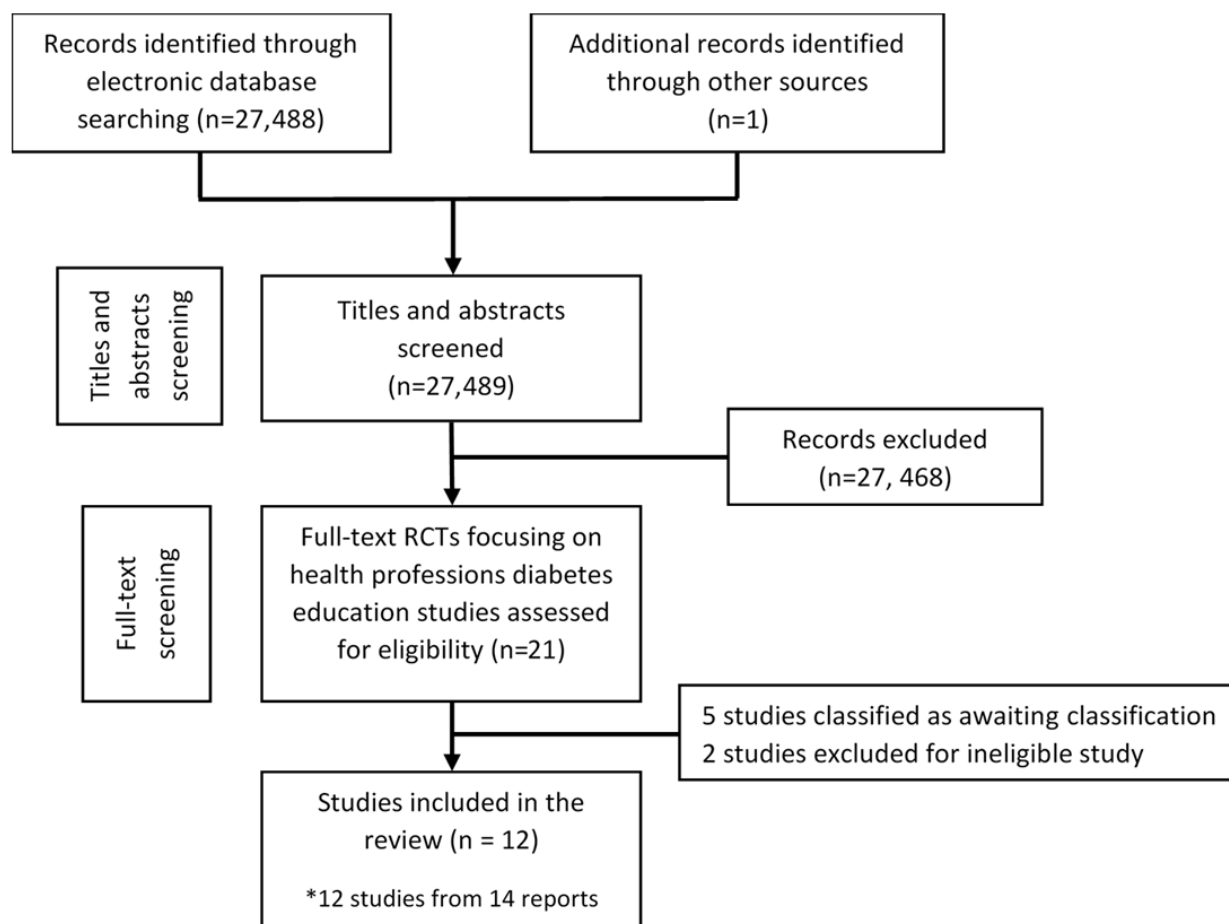 Records identified through
electronic database
searching (n=27,488)
Additional records identified
through other sources
(n=1)
Titles and
abstracts
screening
Titles and abstracts
screened
(n=27,489)
Records excluded
(n=27, 468)
Full-text
screening
Full-text RCTs focusing on
health professions diabetes
education studies assessed
for eligibility (n=21)
5 studies classified as awaiting classification
2 studies excluded for ineligible study
Studies included in the
review (n = 12)
*12 studies from 14 reports